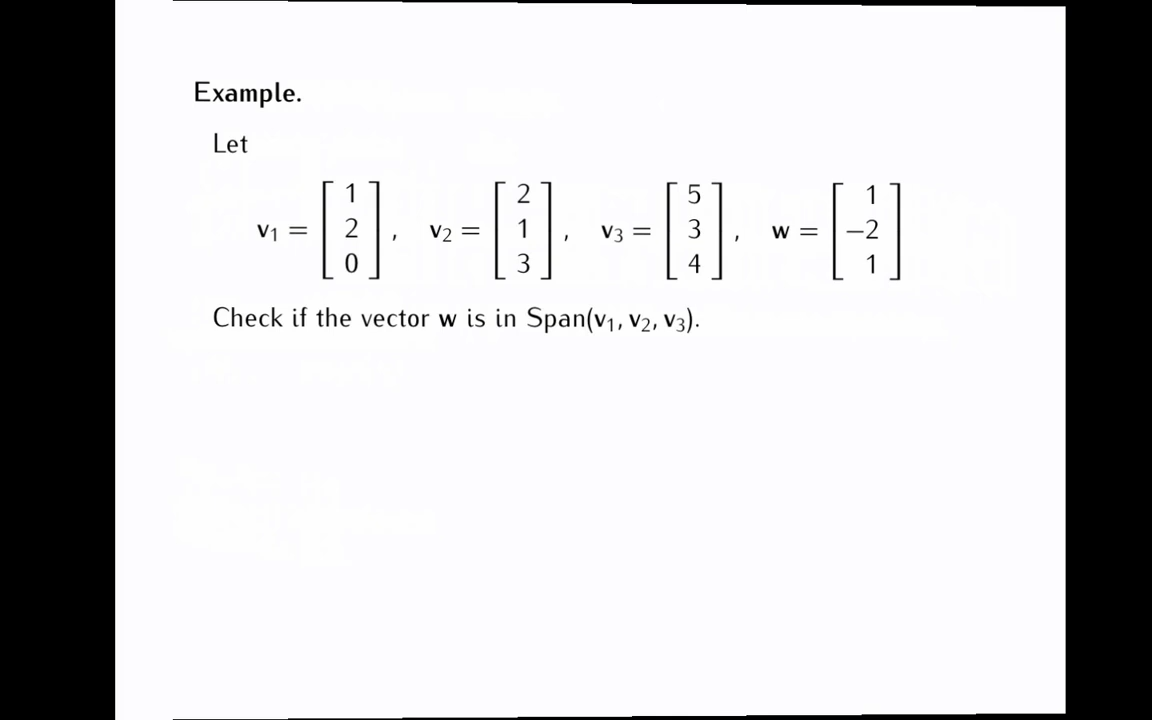 Example.
Let
v₁ = [ 1 2 0 ], v₂ = [ 2 1 3 ], v₃ = [ 5 3 4 ], w = [ 1 −2 1 ]
Check if the vector w is in Span(v₁, v₂, v₃).